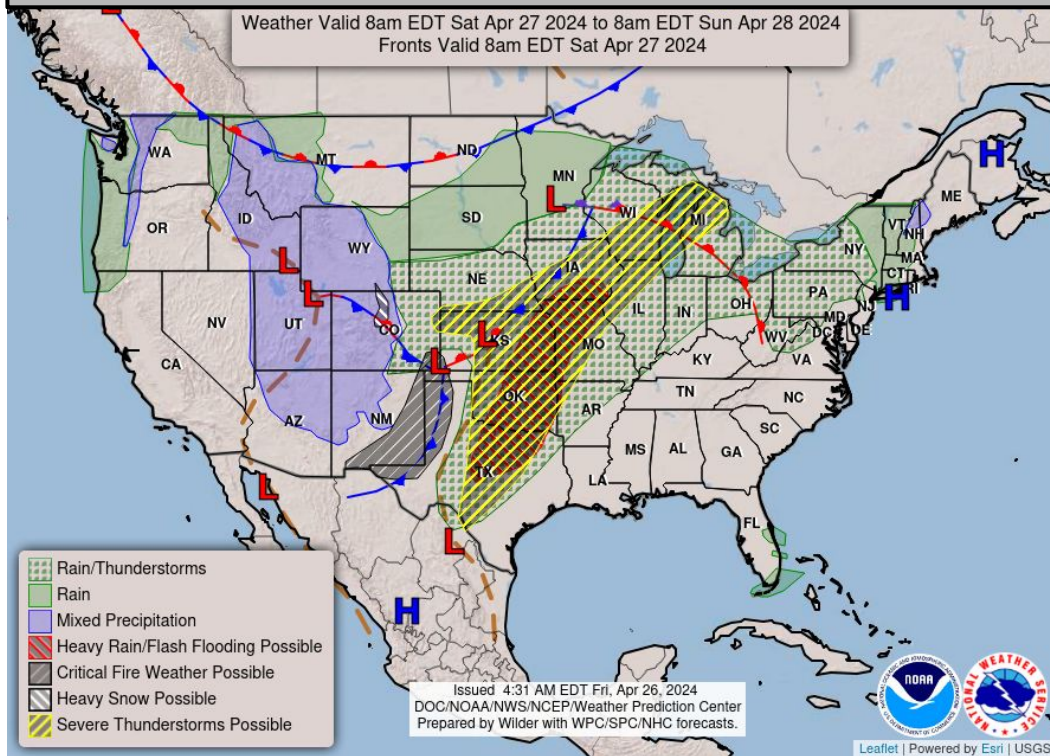 Weather Valid 8am EDT Sat Apr 27 2024 to 8am EDT Sun Apr 28 2024
Fronts Valid 8am EDT Sat Apr 27 2024
WA
MT
ND
MN
ME
H
OR
ID
WY
SD
L
WI
MI
VT
NH
NY
MA
CT
RI
H
L
L
NE
IA
PA
NJ
NV
UT
CO
L
KS
L
IL
IN
OH
MD
DE
DC
WV
VA
CA
MO
KY
AZ
NM
OK
AR
TN
NC
SC
MS
AL
GA
TX
LA
L
L
FL
H
L
Rain/Thunderstorms
Rain
Mixed Precipitation
Heavy Rain/Flash Flooding Possible
Critical Fire Weather Possible
Heavy Snow Possible
Severe Thunderstorms Possible
Issued 4:31 AM EDT Fri, Apr 26, 2024
DOC/NOAA/NWS/NCEP/Weather Prediction Center
Prepared by Wilder with WPC/SPC/NHC forecasts.
NOAA
NATIONAL WEATHER SERVICE
Leaflet | Powered by Esri | USGS